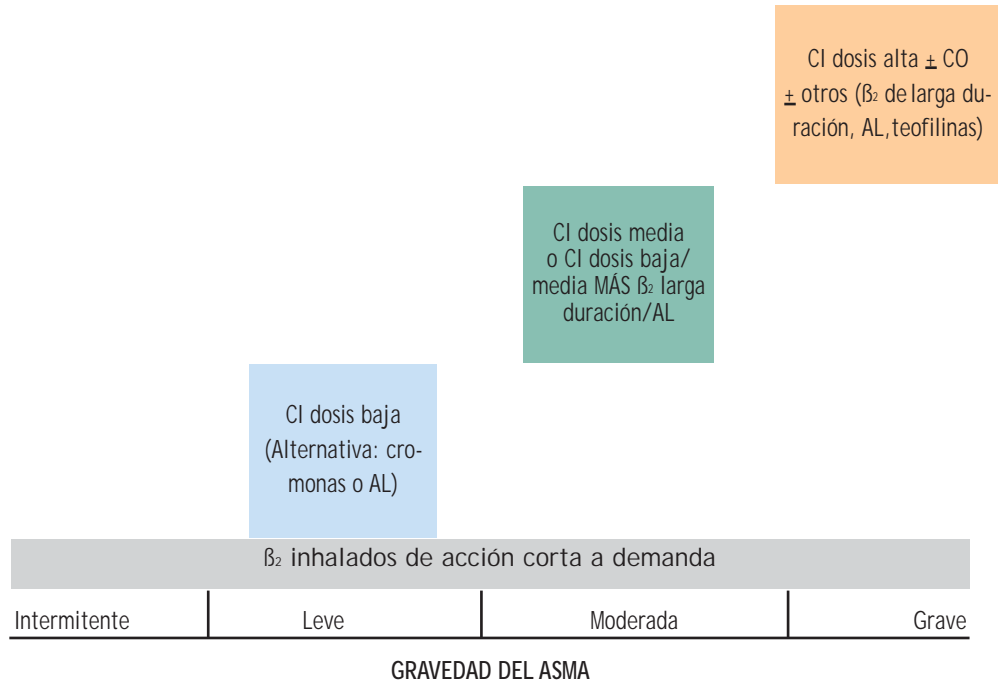 CI dosis alta ± CO
± otros (ß₂ de larga du-
ración, AL, teofilinas)
CI dosis media
o CI dosis baja/
media MÁS ß₂ larga
duración/AL
CI dosis baja
(Alternativa: cro-
monas o AL)
ß₂ inhalados de acción corta a demanda
Intermitente Leve Moderada Grave
GRAVEDAD DEL ASMA